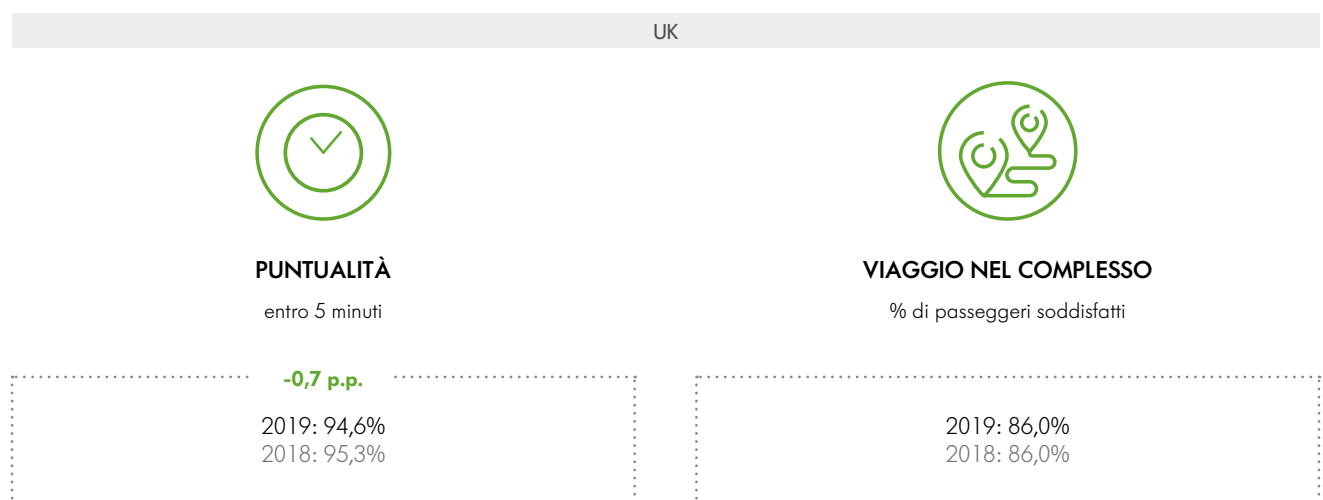 UK
PUNTUALITÀ
entro 5 minuti
-0,7 p.p.
2019: 94,6%
2018: 95,3%
VIAGGIO NEL COMPLESSO
% di passeggeri soddisfatti
2019: 86,0%
2018: 86,0%